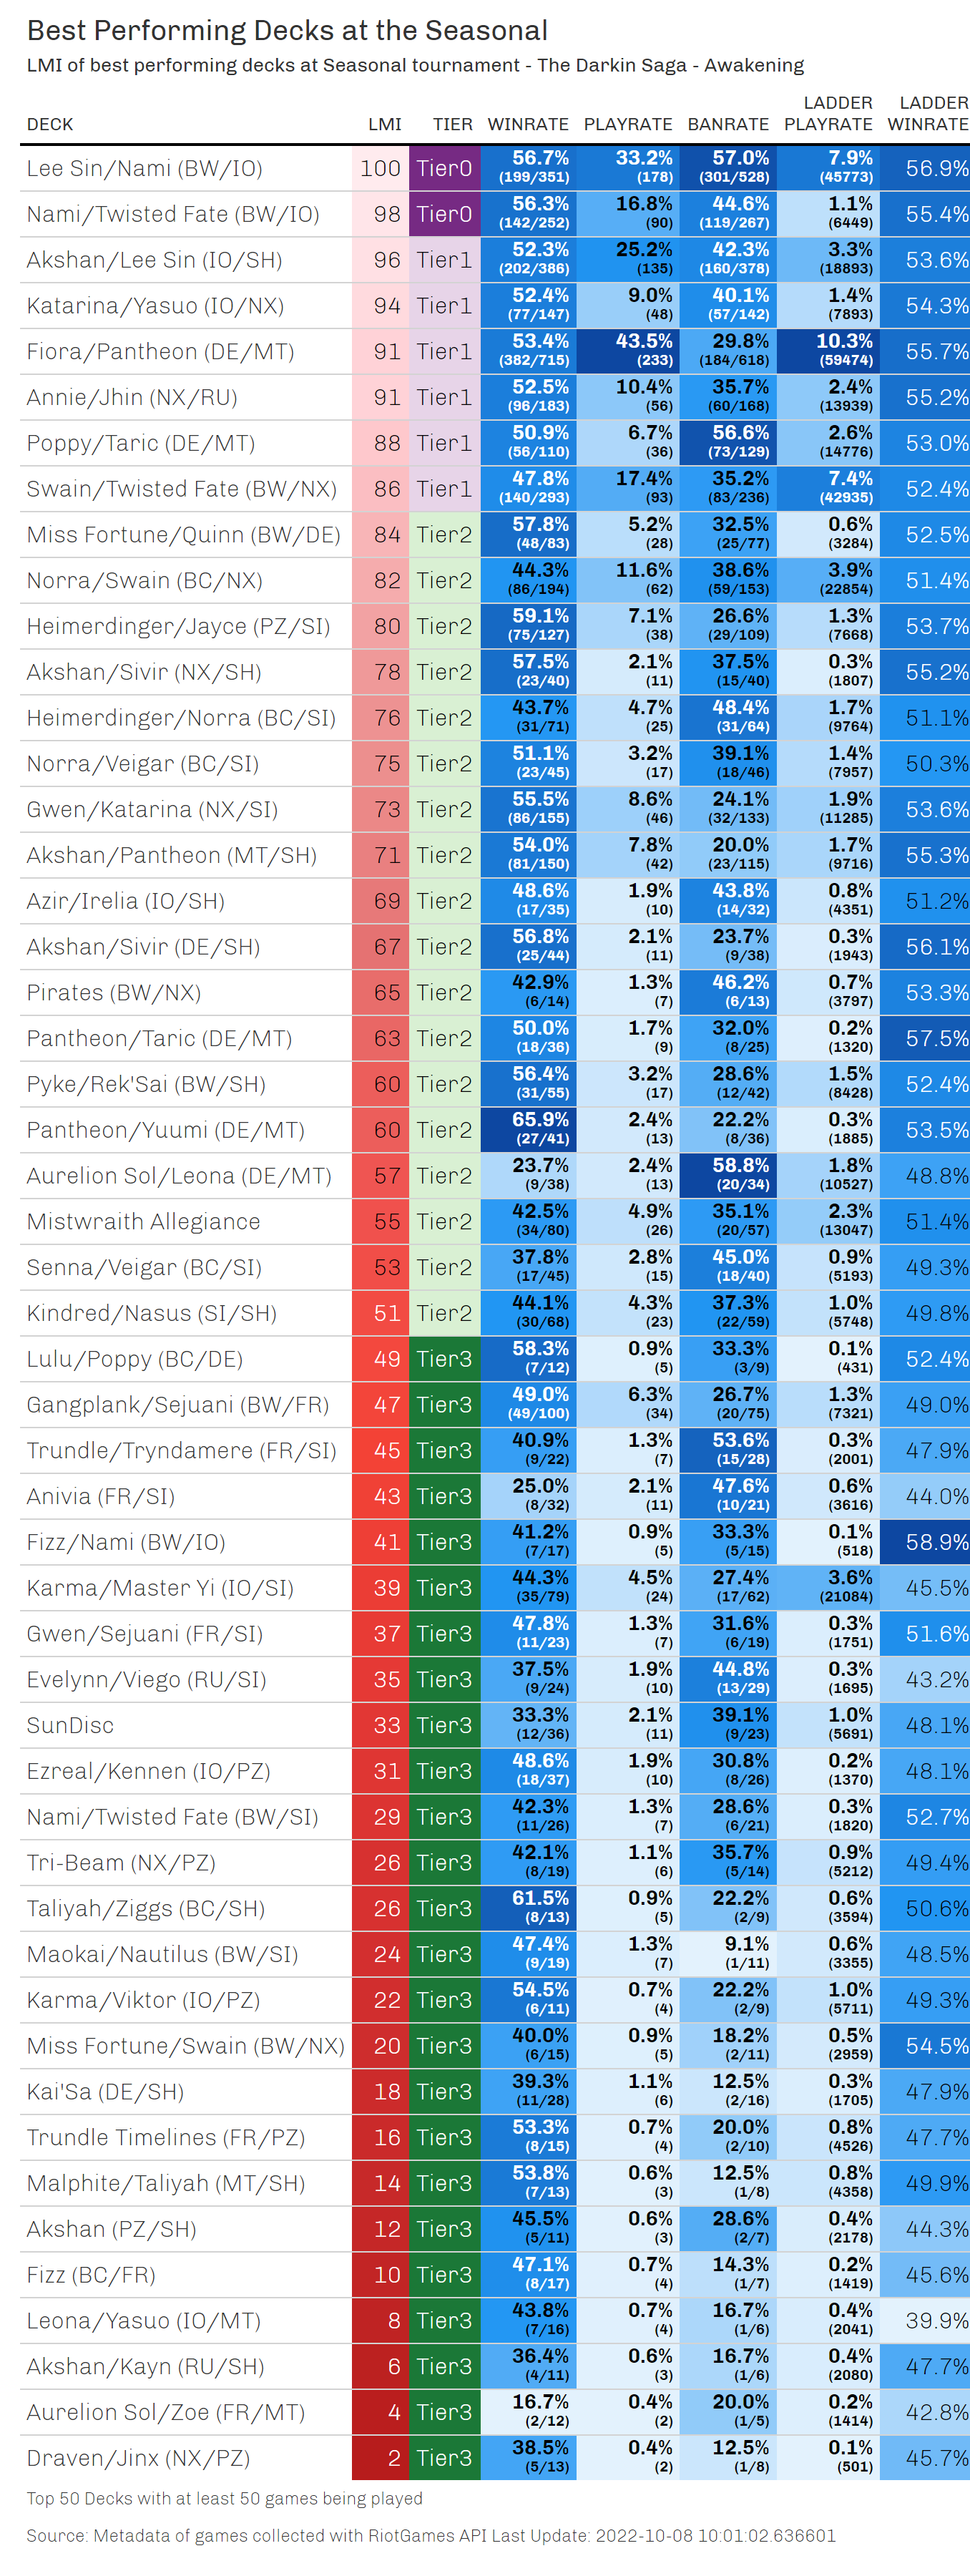 Best Performing Decks at the Seasonal
LMI of best performing decks at Seasonal tournament - The Darkin Saga - Awakening
DECK LMI TIER WINRATE PLAYRATE BANRATE LADDER PLAYRATE LADDER WINRATE
Lee Sin/Nami (BW/IO) 100 Tier0 56.7% (199/351) 33.2% (178) 57.0% (301/528) 7.9% (45773) 56.9%
Nami/Twisted Fate (BW/IO) 98 Tier0 56.3% (142/252) 16.8% (90) 44.6% (119/267) 1.1% (6449) 55.4%
Akshan/Lee Sin (IO/SH) 96 Tier1 52.3% (202/386) 25.2% (135) 42.3% (160/378) 3.3% (18893) 53.6%
Katarina/Yasuo (IO/NX) 94 Tier1 52.4% (77/147) 9.0% (48) 40.1% (57/142) 1.4% (7893) 54.3%
Fiora/Pantheon (DE/MT) 91 Tier1 53.4% (382/715) 43.5% (233) 29.8% (184/618) 10.3% (59474) 55.7%
Annie/Jhin (NX/RU) 91 Tier1 52.5% (96/183) 10.4% (56) 35.7% (60/168) 2.4% (13939) 55.2%
Poppy/Taric (DE/MT) 88 Tier1 50.9% (56/110) 6.7% (36) 56.6% (73/129) 2.6% (14776) 53.0%
Swain/Twisted Fate (BW/NX) 86 Tier1 47.8% (140/293) 17.4% (93) 35.2% (83/236) 7.4% (42935) 52.4%
Miss Fortune/Quinn (BW/DE) 84 Tier2 57.8% (48/83) 5.2% (28) 32.5% (25/77) 0.6% (3284) 52.5%
Norra/Swain (BC/NX) 82 Tier2 44.3% (86/194) 11.6% (62) 38.6% (59/153) 3.9% (22854) 51.4%
Heimerdinger/Jayce (PZ/SI) 80 Tier2 59.1% (75/127) 7.1% (38) 26.6% (29/109) 1.3% (7668) 53.7%
Akshan/Sivir (NX/SH) 78 Tier2 57.5% (23/40) 2.1% (11) 37.5% (15/40) 0.3% (1807) 55.2%
Heimerdinger/Norra (BC/SI) 76 Tier2 43.7% (31/71) 4.7% (25) 48.4% (31/64) 1.7% (9764) 51.1%
Norra/Veigar (BC/SI) 75 Tier2 51.1% (23/45) 3.2% (17) 39.1% (18/46) 1.4% (7957) 50.3%
Gwen/Katarina (NX/SI) 73 Tier2 55.5% (86/155) 8.6% (46) 24.1% (32/133) 1.9% (11285) 53.6%
Akshan/Pantheon (MT/SH) 71 Tier2 54.0% (81/150) 7.8% (42) 20.0% (23/115) 1.7% (9716) 55.3%
Azir/Irelia (IO/SH) 69 Tier2 48.6% (17/35) 1.9% (10) 43.8% (14/32) 0.8% (4351) 51.2%
Akshan/Sivir (DE/SH) 67 Tier2 56.8% (25/44) 2.1% (11) 23.7% (9/38) 0.3% (1943) 56.1%
Pirates (BW/NX) 65 Tier2 42.9% (6/14) 1.3% (7) 46.2% (6/13) 0.7% (3797) 53.3%
Pantheon/Taric (DE/MT) 63 Tier2 50.0% (18/36) 1.7% (9) 32.0% (8/25) 0.2% (1320) 57.5%
Pyke/Rek'Sai (BW/SH) 60 Tier2 56.4% (31/55) 3.2% (17) 28.6% (12/42) 1.5% (8428) 52.4%
Pantheon/Yuumi (DE/MT) 60 Tier2 65.9% (27/41) 2.4% (13) 22.2% (8/36) 0.3% (1885) 53.5%
Aurelion Sol/Leona (DE/MT) 57 Tier2 23.7% (9/38) 2.4% (13) 58.8% (20/34) 1.8% (10527) 48.8%
Mistwraith Allegiance 55 Tier2 42.5% (34/80) 4.9% (26) 35.1% (20/57) 2.3% (13047) 51.4%
Senna/Veigar (BC/SI) 53 Tier2 37.8% (17/45) 2.8% (15) 45.0% (18/40) 0.9% (5193) 49.3%
Kindred/Nasus (SI/SH) 51 Tier2 44.1% (30/68) 4.3% (23) 37.3% (22/59) 1.0% (5748) 49.8%
Lulu/Poppy (BC/DE) 49 Tier3 58.3% (7/12) 0.9% (5) 33.3% (3/9) 0.1% (431) 52.4%
Gangplank/Sejuani (BW/FR) 47 Tier3 49.0% (49/100) 6.3% (34) 26.7% (20/75) 1.3% (7321) 49.0%
Trundle/Tryndamere (FR/SI) 45 Tier3 40.9% (9/22) 1.3% (7) 53.6% (15/28) 0.3% (2001) 47.9%
Anivia (FR/SI) 43 Tier3 25.0% (8/32) 2.1% (11) 47.6% (10/21) 0.6% (3616) 44.0%
Fizz/Nami (BW/IO) 41 Tier3 41.2% (7/17) 0.9% (5) 33.3% (5/15) 0.1% (518) 58.9%
Karma/Master Yi (IO/SI) 39 Tier3 44.3% (35/79) 4.5% (24) 27.4% (17/62) 3.6% (21084) 45.5%
Gwen/Sejuani (FR/SI) 37 Tier3 47.8% (11/23) 1.3% (7) 31.6% (6/19) 0.3% (1751) 51.6%
Evelynn/Viego (RU/SI) 35 Tier3 37.5% (9/24) 1.9% (10) 44.8% (13/29) 0.3% (1695) 43.2%
SunDisc 33 Tier3 33.3% (12/36) 2.1% (11) 39.1% (9/23) 1.0% (5691) 48.1%
Ezreal/Kennen (IO/PZ) 31 Tier3 48.6% (18/37) 1.9% (10) 30.8% (8/26) 0.2% (1370) 48.1%
Nami/Twisted Fate (BW/SI) 29 Tier3 42.3% (11/26) 1.3% (7) 28.6% (6/21) 0.3% (1820) 52.7%
Tri-Beam (NX/PZ) 26 Tier3 42.1% (8/19) 1.1% (6) 35.7% (5/14) 0.9% (5212) 49.4%
Taliyah/Ziggs (BC/SH) 26 Tier3 61.5% (8/13) 0.9% (5) 22.2% (2/9) 0.6% (3594) 50.6%
Maokai/Nautilus (BW/SI) 24 Tier3 47.4% (9/19) 1.3% (7) 9.1% (1/11) 0.6% (3355) 48.5%
Karma/Viktor (IO/PZ) 22 Tier3 54.5% (6/11) 0.7% (4) 22.2% (2/9) 1.0% (5711) 49.3%
Miss Fortune/Swain (BW/NX) 20 Tier3 40.0% (6/15) 0.9% (5) 18.2% (2/11) 0.5% (2959) 54.5%
Kai'Sa (DE/SH) 18 Tier3 39.3% (11/28) 1.1% (6) 12.5% (2/16) 0.3% (1705) 47.9%
Trundle Timelines (FR/PZ) 16 Tier3 53.3% (8/15) 0.7% (4) 20.0% (2/10) 0.8% (4526) 47.7%
Malphite/Taliyah (MT/SH) 14 Tier3 53.8% (7/13) 0.6% (3) 12.5% (1/8) 0.8% (4358) 49.9%
Akshan (PZ/SH) 12 Tier3 45.5% (5/11) 0.6% (3) 28.6% (2/7) 0.4% (2178) 44.3%
Fizz (BC/FR) 10 Tier3 47.1% (8/17) 0.7% (4) 14.3% (1/7) 0.2% (1419) 45.6%
Leona/Yasuo (IO/MT) 8 Tier3 43.8% (7/16) 0.7% (4) 16.7% (1/6) 0.4% (2041) 39.9%
Akshan/Kayn (RU/SH) 6 Tier3 36.4% (4/11) 0.6% (3) 16.7% (1/6) 0.4% (2080) 47.7%
Aurelion Sol/Zoe (FR/MT) 4 Tier3 16.7% (2/12) 0.4% (2) 20.0% (1/5) 0.2% (1414) 42.8%
Draven/Jinx (NX/PZ) 2 Tier3 38.5% (5/13) 0.4% (2) 12.5% (1/8) 0.1% (501) 45.7%
Top 50 Decks with at least 50 games being played
Source: Metadata of games collected with RiotGames API Last Update: 2022-10-08 10:01:02.636601